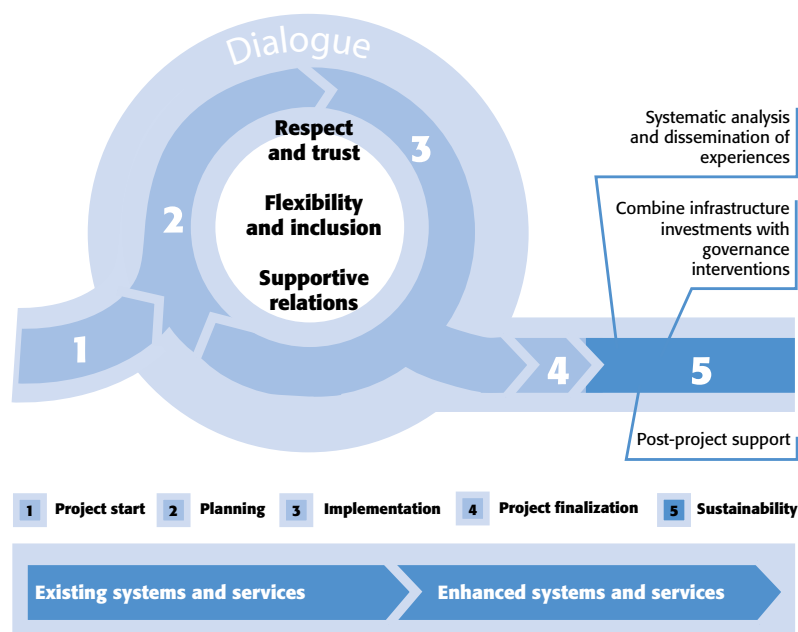 Dialogue
Respect
and trust
Flexibility
and inclusion
Supportive
relations
1
2
3
4
5
Systematic analysis
and dissemination of
experiences
Combine infrastructure
investments with
governance
interventions
Post-project support
1 Project start 2 Planning 3 Implementation 4 Project finalization 5 Sustainability
Existing systems and services Enhanced systems and services